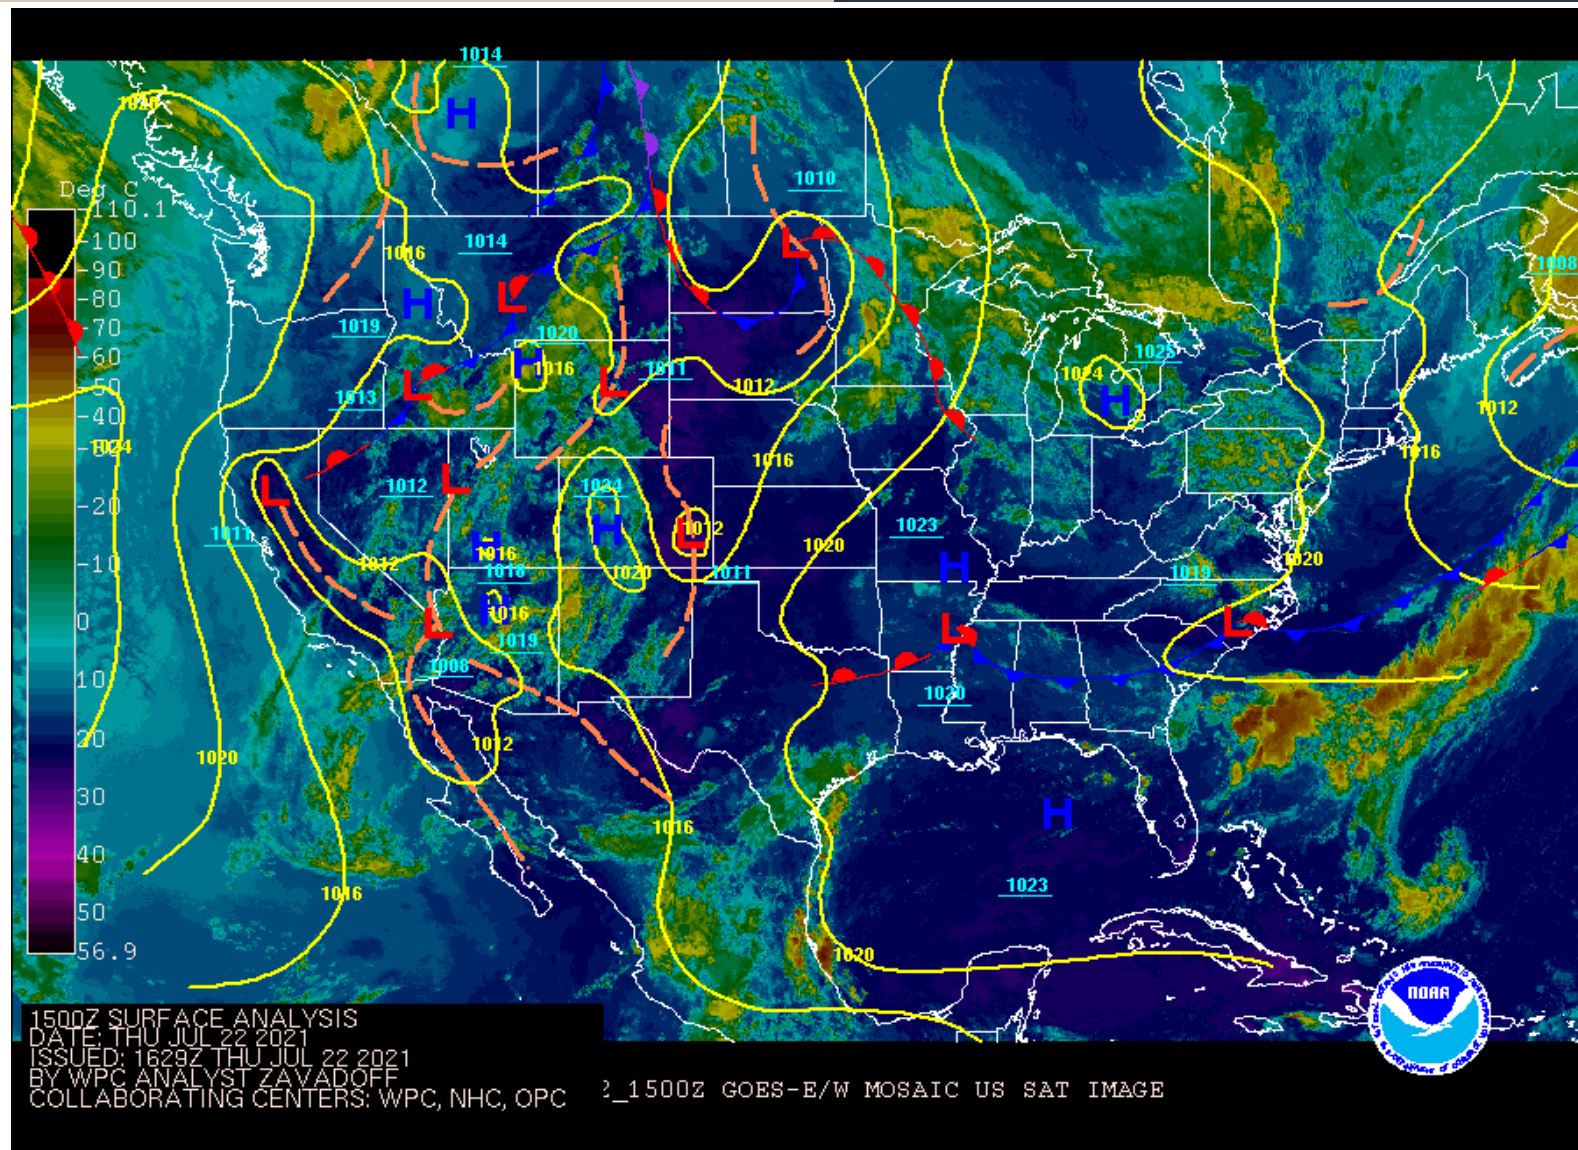 1014
H
1020
1010
Deg C
-110.1
-100
1014
1016
L
-90
H
L
1008
-80
1019
1020
-70
1025
-60
H
1016
L
1011
L
1024
-50
1013
1012
H
1012
-40
1024
1016
1016
-20
L
L
1012
1024
1011
H
L
1012
1023
1020
-10
H
1016
1012
1018
1020
1011
H
1019
1020
0
H
1016
L
L
L
1019
10
1008
1020
20
1012
1020
30
H
1016
40
1016
1023
50
1020
56.9
NOAA
1500Z SURFACE ANALYSIS
DATE: THU JUL 22 2021
ISSUED: 1629Z THU JUL 22 2021
BY WPC ANALYST ZAVADOFF
COLLABORATING CENTERS: WPC, NHC, OPC
_1500Z GOES-E/W MOSAIC US SAT IMAGE